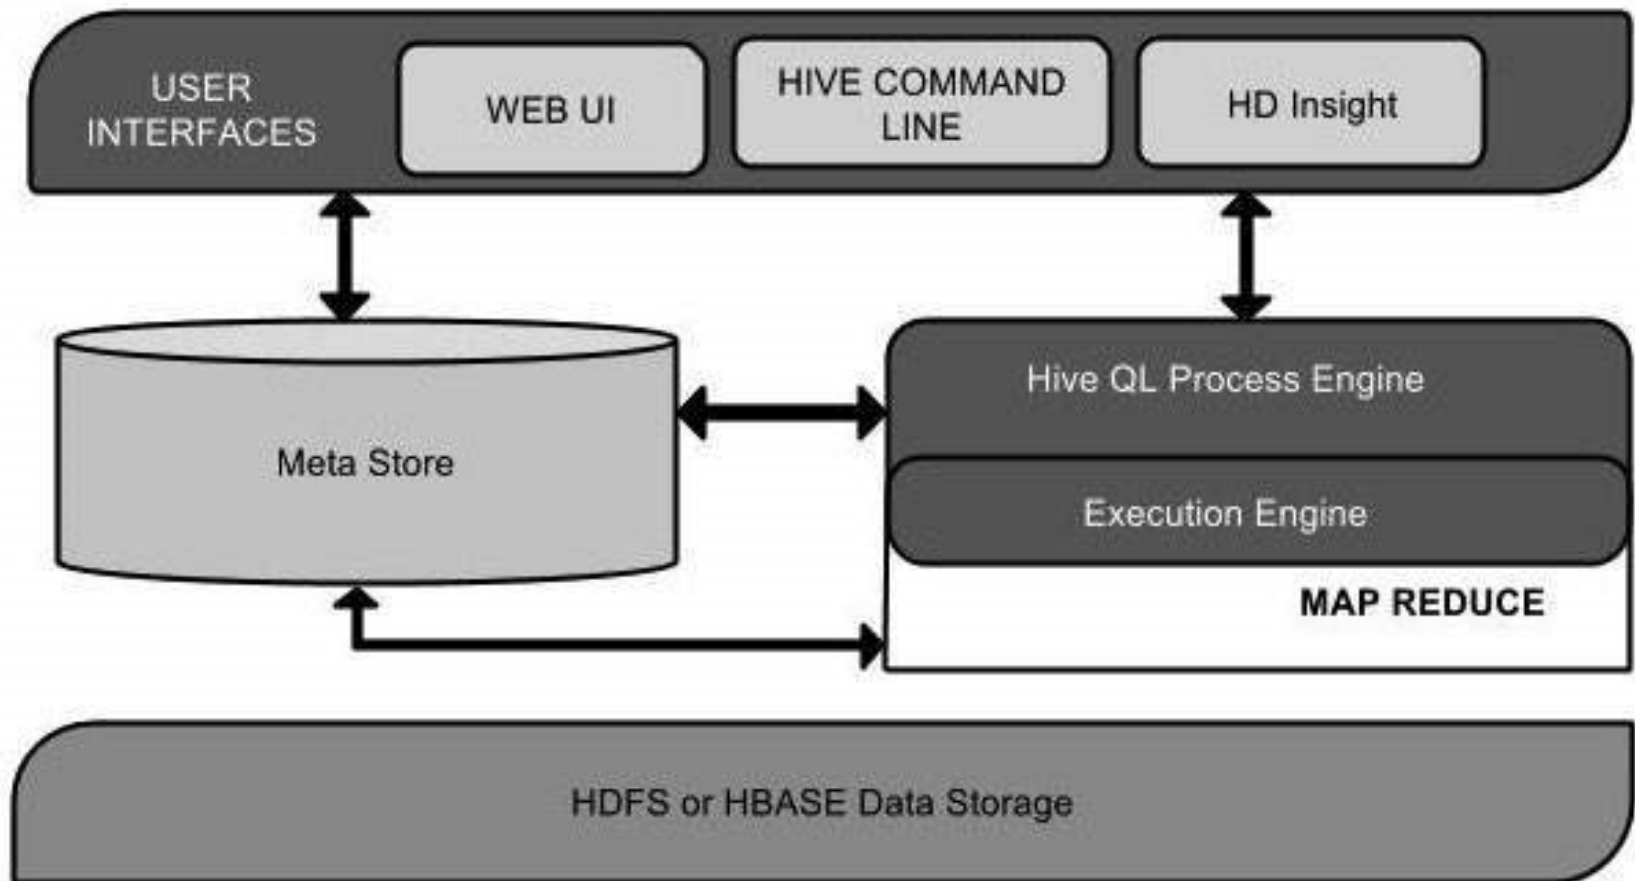 USER
INTERFACES
WEB UI
HIVE COMMAND
LINE
HD Insight
Meta Store
Hive QL Process Engine
Execution Engine
MAP REDUCE
HDFS or HBASE Data Storage